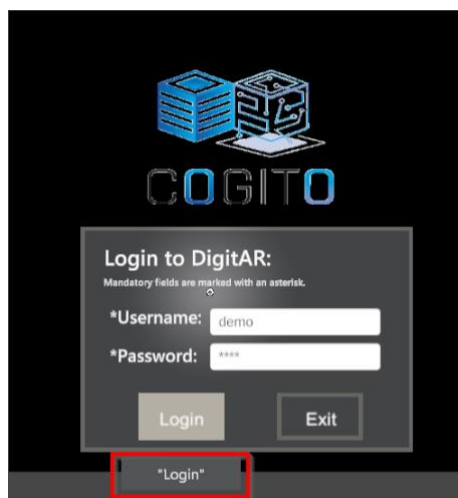 COGITO
Login to DigitAR:
Mandatory fields are marked with an asterisk.
*Username: demo
*Password: ****
Login Exit
"Login"